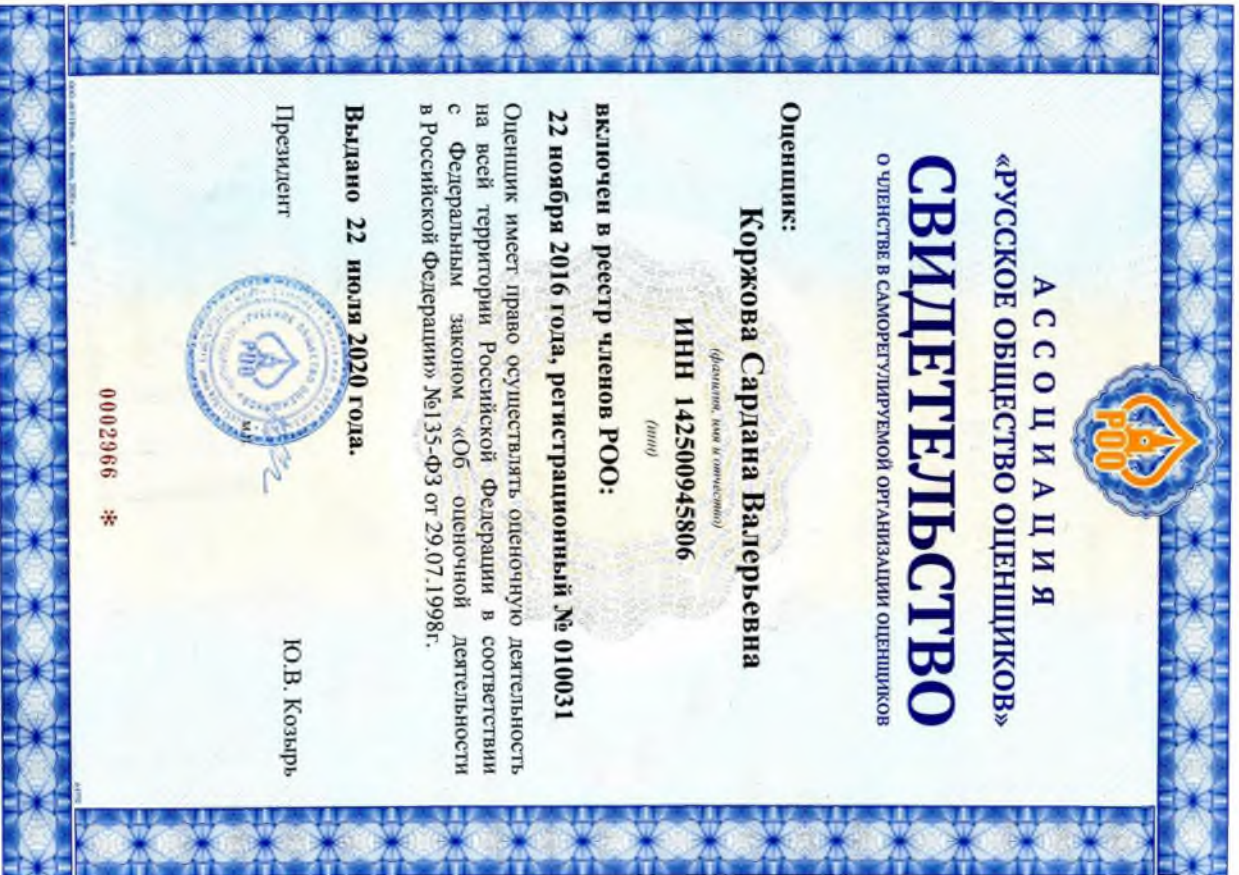 АССОЦИАЦИЯ
«РУССКОЕ ОБЩЕСТВО ОЦЕНЩИКОВ»
РОО
СВИДЕТЕЛЬСТВО
О ЧЛЕНСТВЕ В САМОРЕГУЛИРУЕМОЙ ОРГАНИЗАЦИИ ОЦЕНЩИКОВ
Оценщик:
Коржова Сардана Валерьевна
(фамилия, имя и отчество)
ИНН 142500945806
(инн)
включен в реестр членов РОО:
22 ноября 2016 года, регистрационный № 010031
Оценщик имеет право осуществлять оценочную деятельность
на всей территории Российской Федерации в соответствии
с Федеральным законом «Об оценочной деятельности
в Российской Федерации» №135-ФЗ от 29.07.1998г.
Выдано 22 июля 2020 года.
Президент
Ю.В. Козырь
РОО
0002966 *